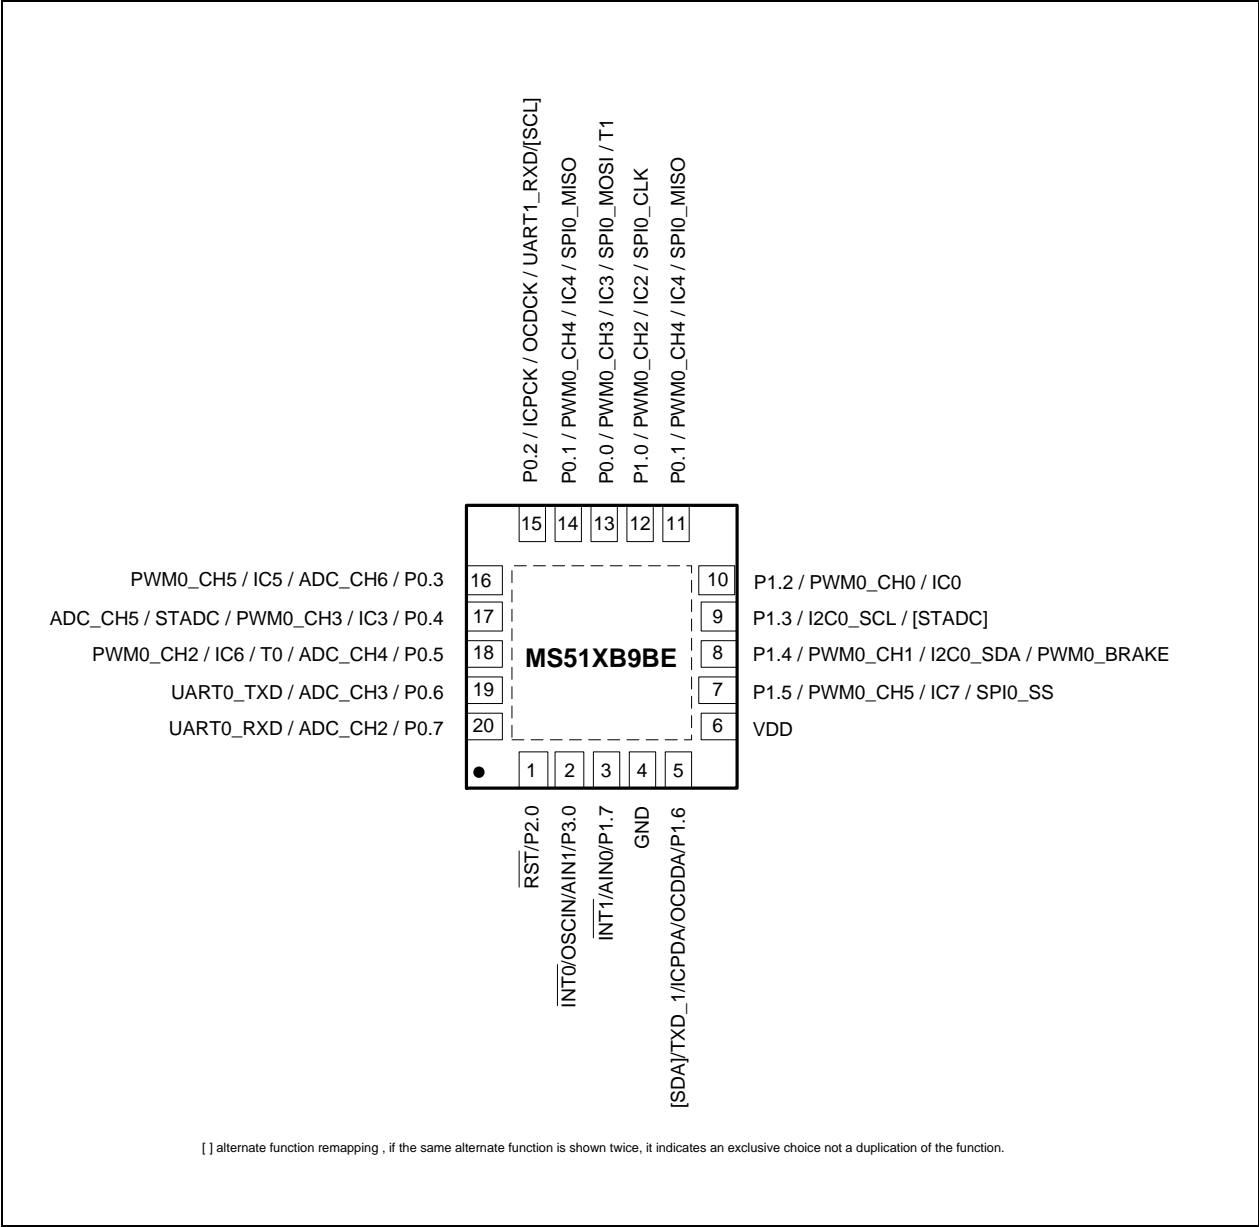 P0.2 / ICPCK / OCDCK / UART1_RXD/[SCL]
P0.1 / PWM0_CH4 / IC4 / SPI0_MISO
P0.0 / PWM0_CH3 / IC3 / SPI0_MOSI / T1
P1.0 / PWM0_CH2 / IC2 / SPI0_CLK
P0.1 / PWM0_CH4 / IC4 / SPI0_MISO
15
14
13
12
11
PWM0_CH5 / IC5 / ADC_CH6 / P0.3
16
ADC_CH5 / STADC / PWM0_CH3 / IC3 / P0.4
17
PWM0_CH2 / IC6 / T0 / ADC_CH4 / P0.5
18
UART0_TXD / ADC_CH3 / P0.6
19
UART0_RXD / ADC_CH2 / P0.7
20
MS51XB9BE
10
P1.2 / PWM0_CH0 / IC0
9
P1.3 / I2C0_SCL / [STADC]
8
P1.4 / PWM0_CH1 / I2C0_SDA / PWM0_BRAKE
7
P1.5 / PWM0_CH5 / IC7 / SPI0_SS
6
VDD
1
2
3
4
5
RST/P2.0
INT0/OSCIN/AIN1/P3.0
INT1/AIN0/P1.7
GND
[SDA]/TXD_1/ICPDA/OCDDA/P1.6
[ ] alternate function remapping , if the same alternate function is shown twice, it indicates an exclusive choice not a duplication of the function.